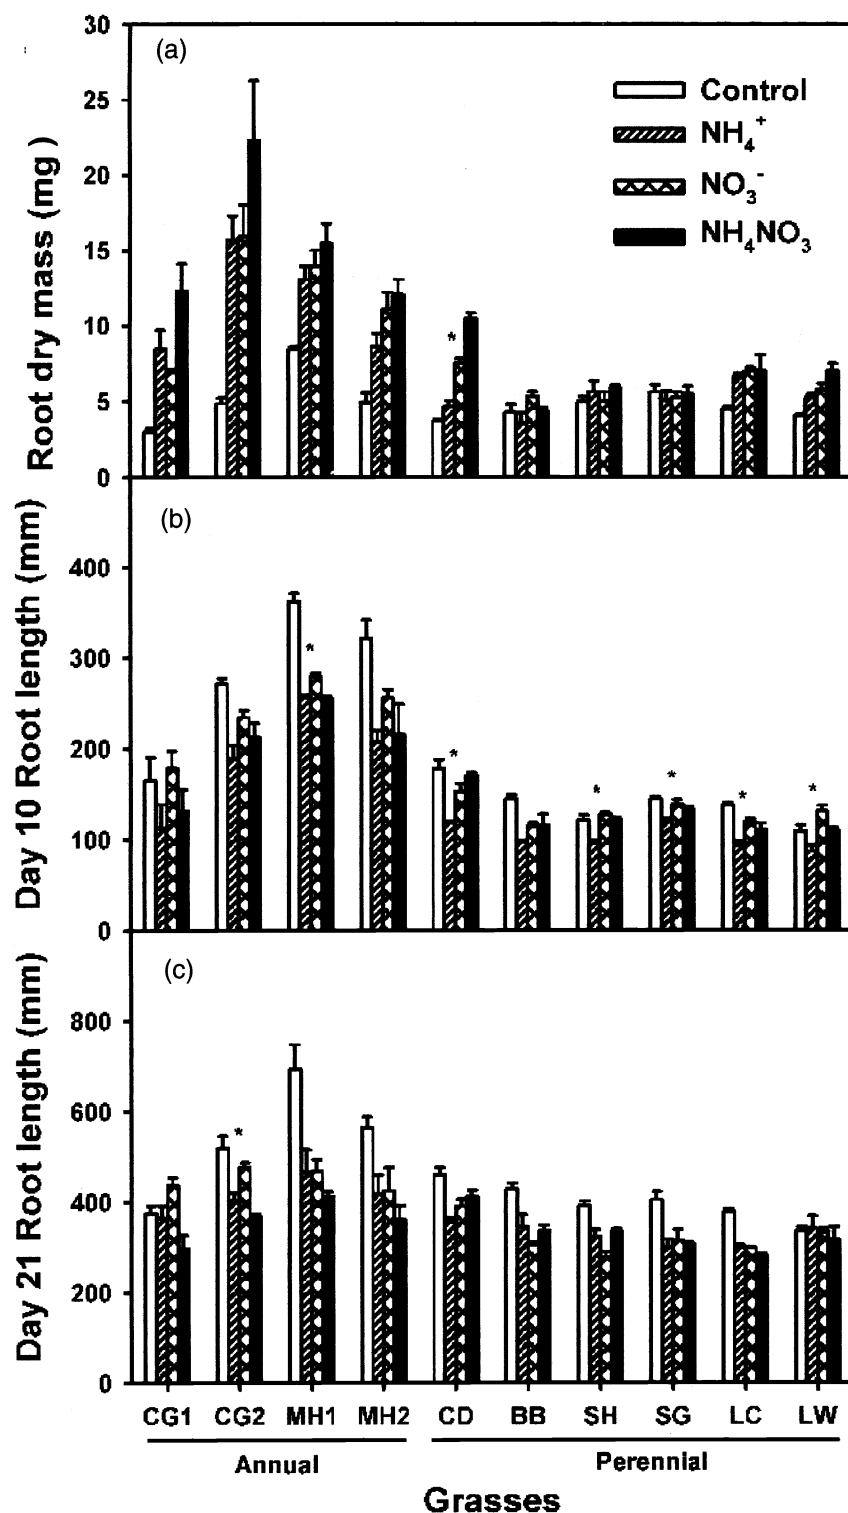 (a)
Root dry mass (mg )
30
25
20
15
10
5
0
Control
NH₄⁺
NO₃⁻
NH₄NO₃
*
(b)
Day 10 Root length (mm)
400
300
200
100
0
* * * * * *
(c)
Day 21 Root length (mm)
800
600
400
200
0
*
CG1 CG2 MH1 MH2 CD BB SH SG LC LW
Annual Perennial
Grasses